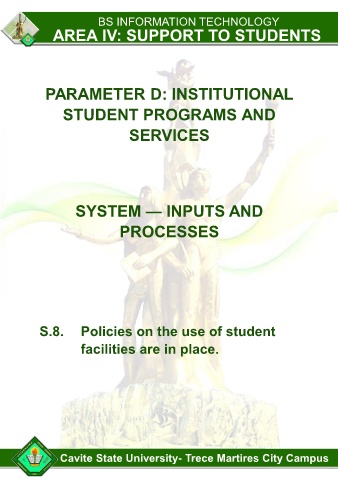 BS INFORMATION TECHNOLOGY
AREA IV: SUPPORT TO STUDENTS
PARAMETER D: INSTITUTIONAL
STUDENT PROGRAMS AND
SERVICES
SYSTEM — INPUTS AND
PROCESSES
S.8. Policies on the use of student
facilities are in place.
Cavite State University- Trece Martires City Campus